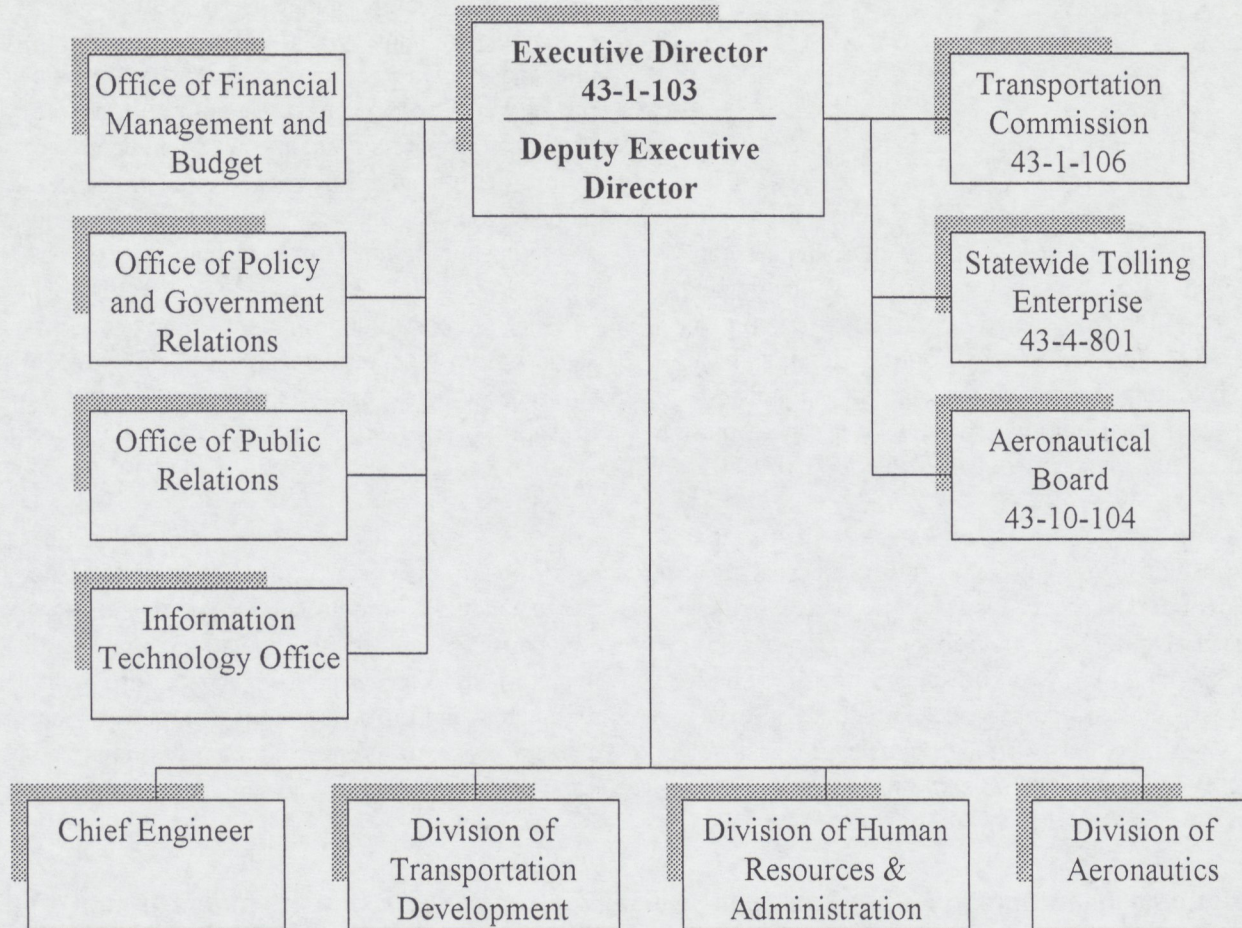 Executive Director
43-1-103
Deputy Executive
Director
Office of Financial
Management and
Budget
Office of Policy
and Government
Relations
Office of Public
Relations
Information
Technology Office
Transportation
Commission
43-1-106
Statewide Tolling
Enterprise
43-4-801
Aeronautical
Board
43-10-104
Chief Engineer
Division of
Transportation
Development
Division of Human
Resources &
Administration
Division of
Aeronautics